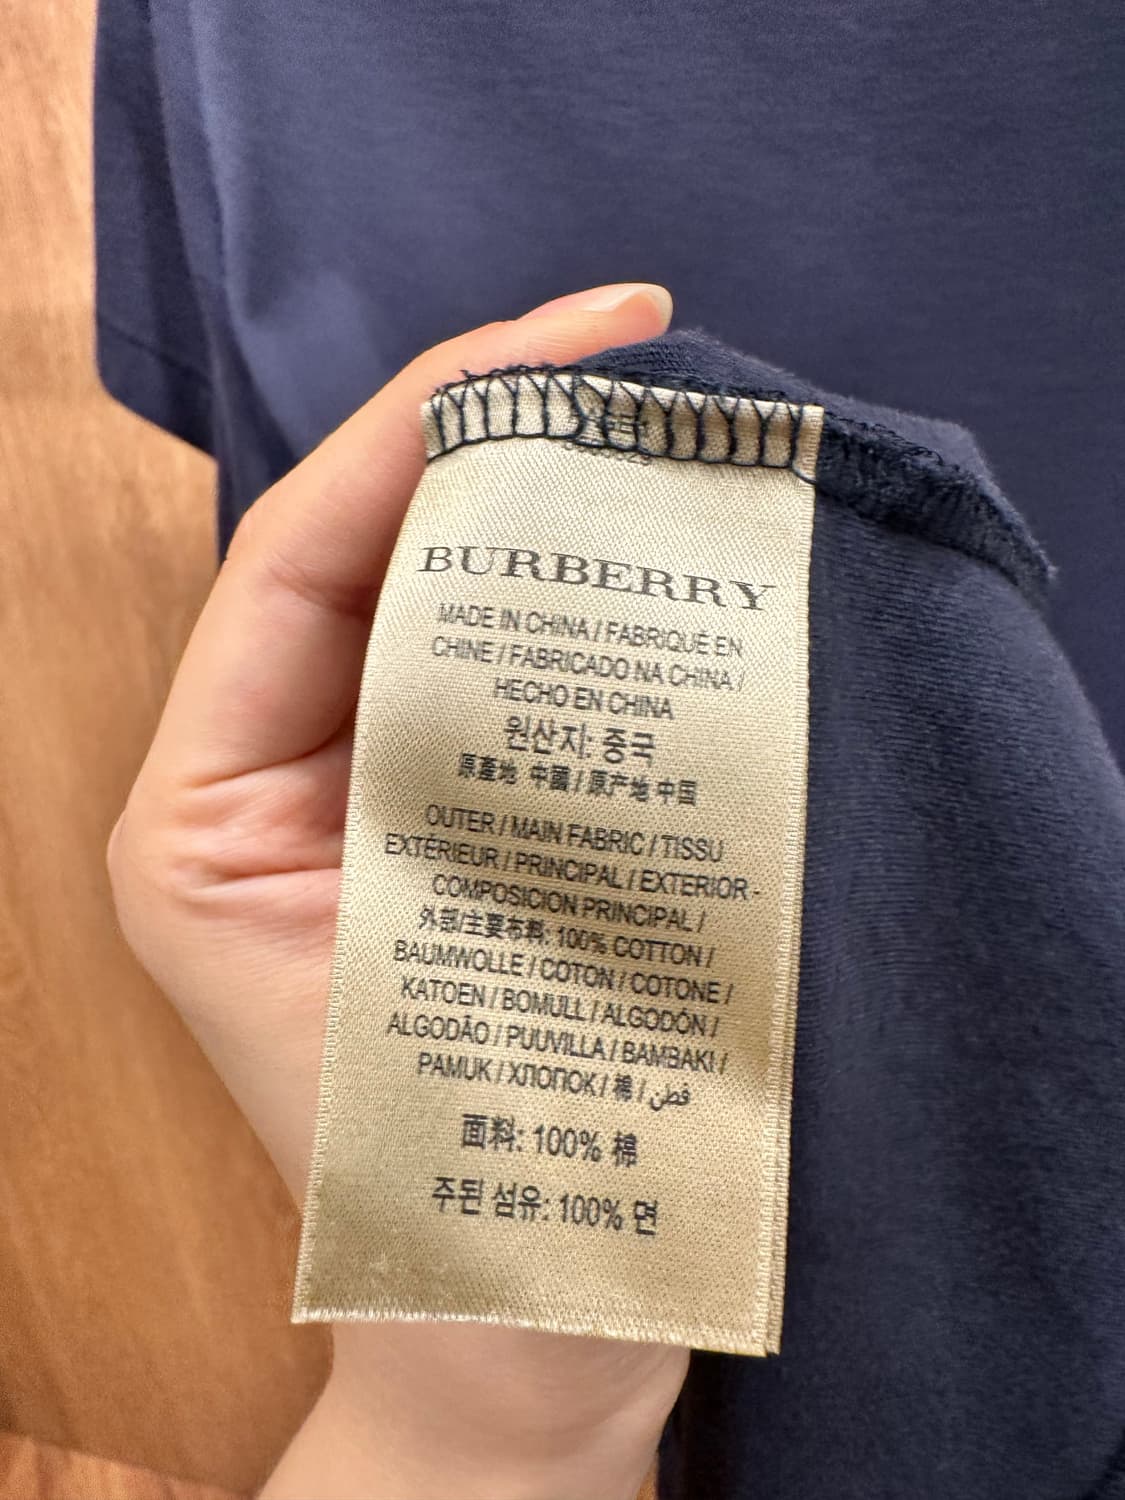 BURBERRY
MADE IN CHINA / FABRIQUÉ EN
CHINE / FABRICADO NA CHINA /
HECHO EN CHINA
원산지: 중국
原產地 中國 / 原产地 中国
OUTER / MAIN FABRIC / TISSU
EXTÉRIEUR / PRINCIPAL / EXTERIOR -
COMPOSICION PRINCIPAL /
外部/主要布料: 100% COTTON /
BAUMWOLLE / COTON / COTONE /
KATOEN / BOMULL / ALGODÓN /
ALGODÃO / PUUVILLA / BAMBAKI /
PAMUK / ХЛОПОК / 棉 / قطن
面料: 100% 棉
주된 섬유: 100% 면